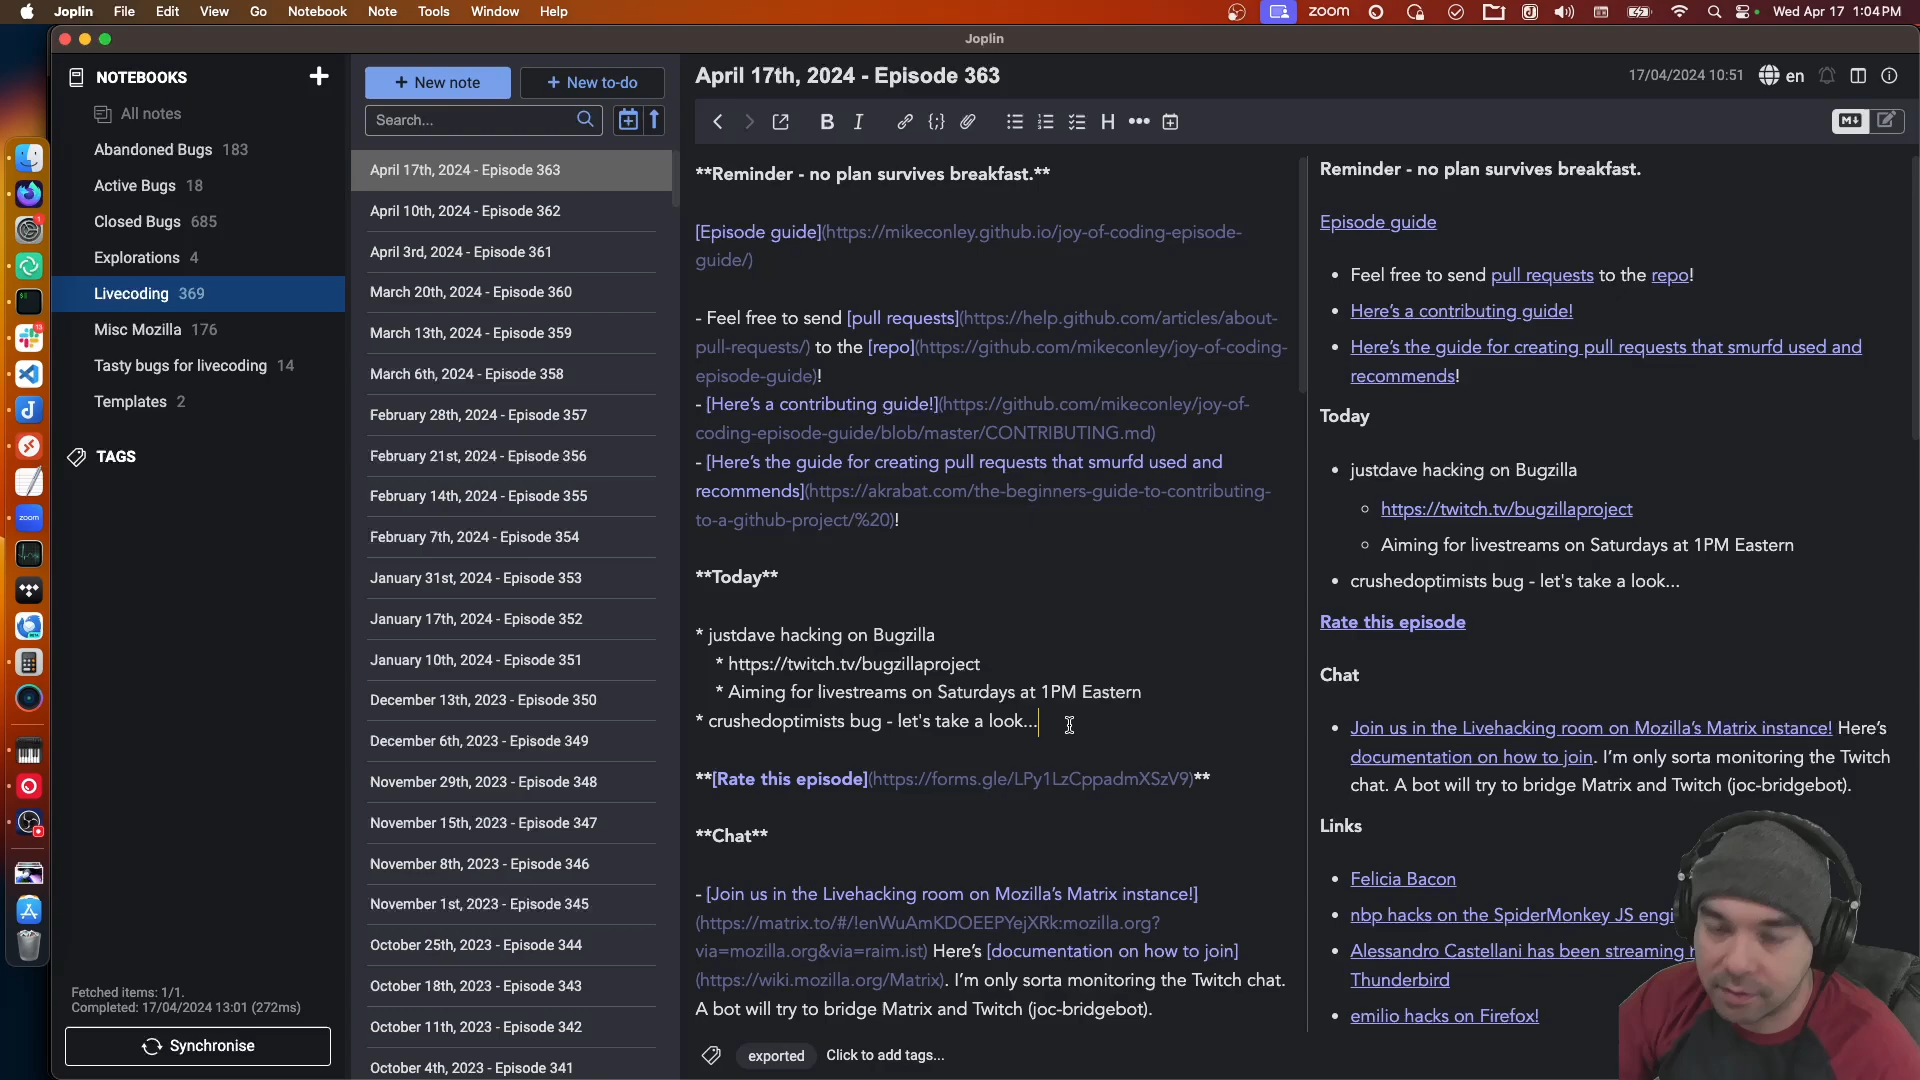 Joplin File Edit View Go Notebook Note Tools Window Help
zoom
Wed Apr 17 1:04 PM
Joplin
NOTEBOOKS
All notes
Abandoned Bugs 183
Active Bugs 18
Closed Bugs 685
Explorations 4
Livecoding 369
Misc Mozilla 176
Tasty bugs for livecoding 14
Templates 2
TAGS
Fetched items: 1/1.
Completed: 17/04/2024 13:01 (272ms)
Synchronise
+ New note
+ New to-do
Search...
April 17th, 2024 - Episode 363
April 10th, 2024 - Episode 362
April 3rd, 2024 - Episode 361
March 20th, 2024 - Episode 360
March 13th, 2024 - Episode 359
March 6th, 2024 - Episode 358
February 28th, 2024 - Episode 357
February 21st, 2024 - Episode 356
February 14th, 2024 - Episode 355
February 7th, 2024 - Episode 354
January 31st, 2024 - Episode 353
January 17th, 2024 - Episode 352
January 10th, 2024 - Episode 351
December 13th, 2023 - Episode 350
December 6th, 2023 - Episode 349
November 29th, 2023 - Episode 348
November 15th, 2023 - Episode 347
November 8th, 2023 - Episode 346
November 1st, 2023 - Episode 345
October 25th, 2023 - Episode 344
October 18th, 2023 - Episode 343
October 11th, 2023 - Episode 342
October 4th, 2023 - Episode 341
April 17th, 2024 - Episode 363
17/04/2024 10:51
en
**Reminder - no plan survives breakfast.**
[Episode guide](https://mikeconley.github.io/joy-of-coding-episode-
guide/)
- Feel free to send [pull requests](https://help.github.com/articles/about-
pull-requests/) to the [repo](https://github.com/mikeconley/joy-of-coding-
episode-guide)!
- [Here’s a contributing guide!](https://github.com/mikeconley/joy-of-
coding-episode-guide/blob/master/CONTRIBUTING.md)
- [Here’s the guide for creating pull requests that smurfd used and
recommends](https://akrabat.com/the-beginners-guide-to-contributing-
to-a-github-project/%20)!
**Today**
* justdave hacking on Bugzilla
* https://twitch.tv/bugzillaproject
* Aiming for livestreams on Saturdays at 1PM Eastern
* crushedoptimists bug - let's take a look...
**[Rate this episode](https://forms.gle/LPy1LzCppadmXSzV9)**
**Chat**
- [Join us in the Livehacking room on Mozilla’s Matrix instance!]
(https://matrix.to/#/!enWuAmKDOEEPYejXRk:mozilla.org?
via=mozilla.org&via=raim.ist) Here’s [documentation on how to join]
(https://wiki.mozilla.org/Matrix). I’m only sorta monitoring the Twitch chat.
A bot will try to bridge Matrix and Twitch (joc-bridgebot).
exported Click to add tags...
Reminder - no plan survives breakfast.
Episode guide
Feel free to send pull requests to the repo!
Here’s a contributing guide!
Here’s the guide for creating pull requests that smurfd used and
recommends!
Today
justdave hacking on Bugzilla
https://twitch.tv/bugzillaproject
Aiming for livestreams on Saturdays at 1PM Eastern
crushedoptimists bug - let's take a look...
Rate this episode
Chat
Join us in the Livehacking room on Mozilla’s Matrix instance! Here’s
documentation on how to join. I’m only sorta monitoring the Twitch
chat. A bot will try to bridge Matrix and Twitch (joc-bridgebot).
Links
Felicia Bacon
nbp hacks on the SpiderMonkey JS engi
Alessandro Castellani has been streaming
Thunderbird
emilio hacks on Firefox!